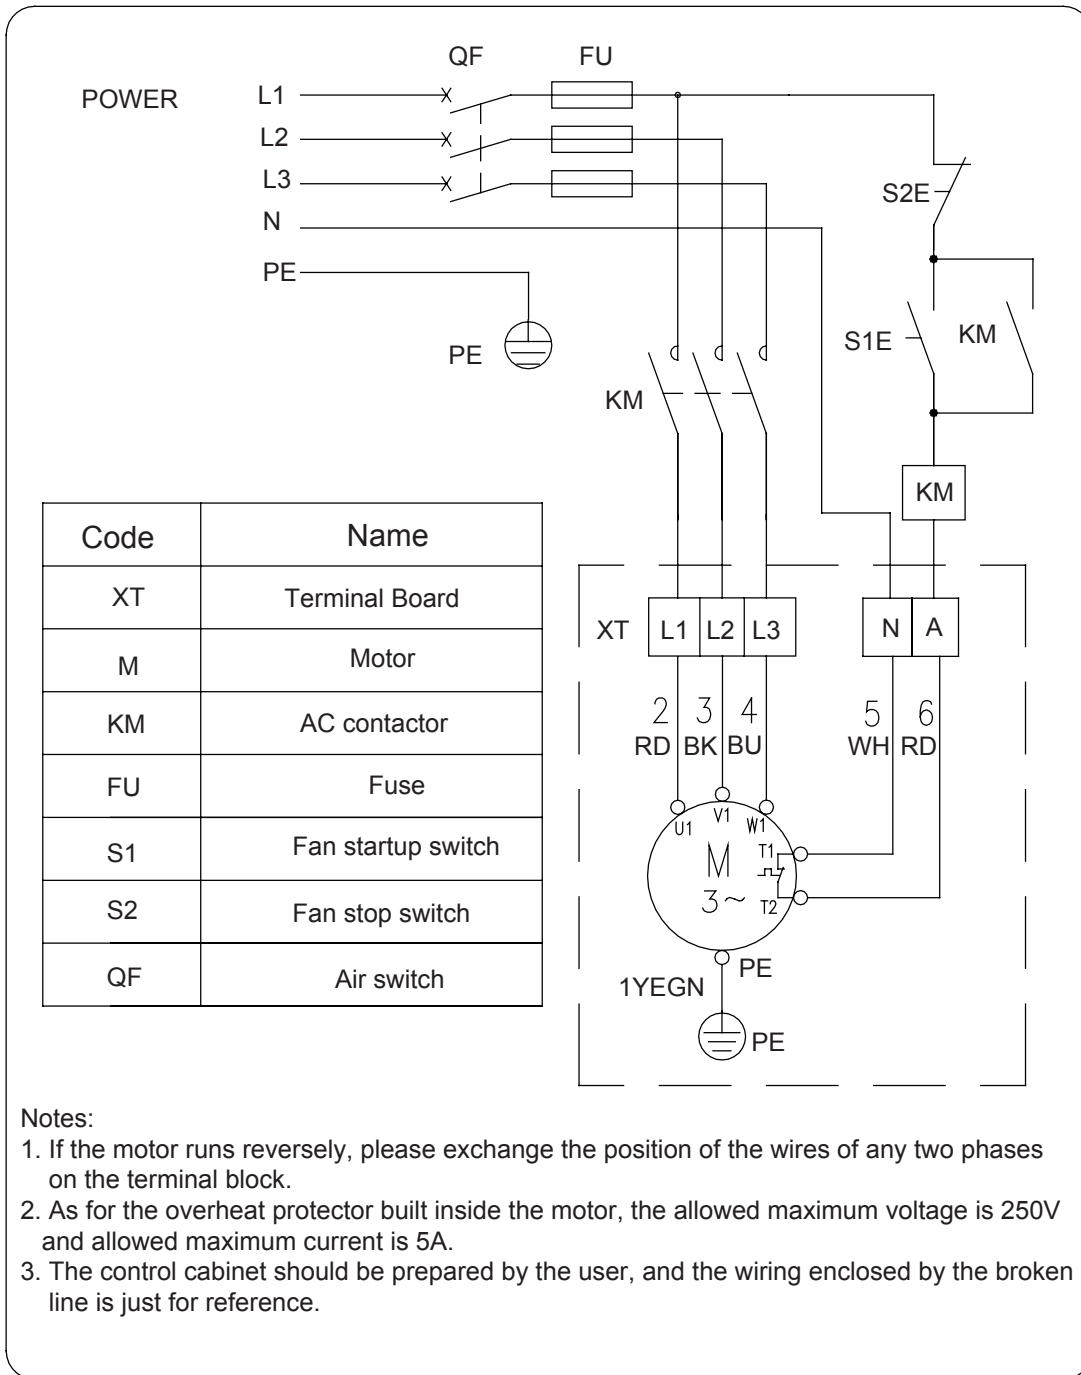 QF FU
POWER L1
L2
L3
N
PE
PE
S2E
S1E KM
KM
KM
Code Name
XT Terminal Board
M Motor
KM AC contactor
FU Fuse
S1 Fan startup switch
S2 Fan stop switch
QF Air switch
XT L1 L2 L3 N A
2 3 4 5 6
RD BK BU WH RD
U1 V1 W1
M T1
3~ T2
PE
1YEGN
PE
Notes:
1. If the motor runs reversely, please exchange the position of the wires of any two phases
on the terminal block.
2. As for the overheat protector built inside the motor, the allowed maximum voltage is 250V
and allowed maximum current is 5A.
3. The control cabinet should be prepared by the user, and the wiring enclosed by the broken
line is just for reference.